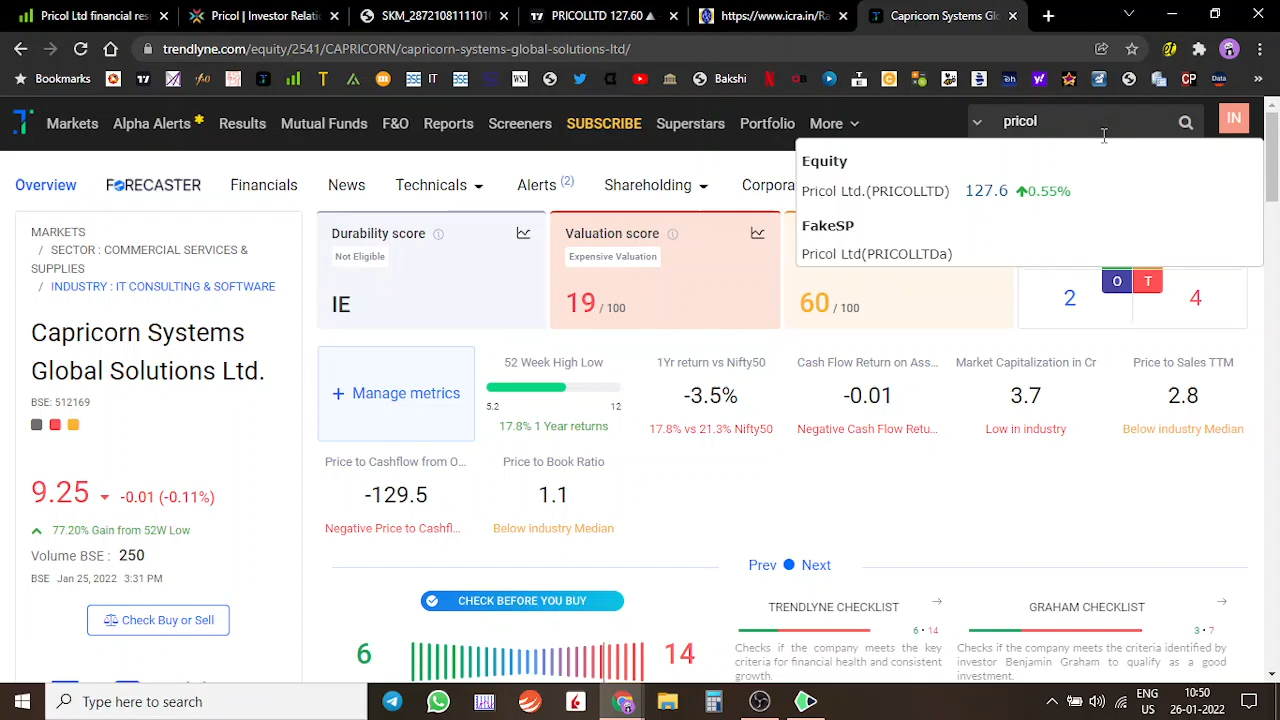 Pricol Ltd financial res
Pricol | Investor Relatio
SKM_28721081111010
PRICOLLTD 127.60
https://www.icra.in/Ra
Capricorn Systems Glo
trendlyne.com/equity/2541/CAPRICORN/capricorn-systems-global-solutions-ltd/
Bookmarks
IT
WSJ
Bakshi
CP
Data
Markets
Alpha Alerts
Results
Mutual Funds
F&O
Reports
Screeners
SUBSCRIBE
Superstars
Portfolio
More
pricol
IN
Equity
Pricol Ltd.(PRICOLLTD) 127.6 0.55%
FakeSP
Pricol Ltd(PRICOLLTDa)
Overview
FORECASTER
Financials
News
Technicals
Alerts (2)
Shareholding
Corpora
MARKETS
/ SECTOR : COMMERCIAL SERVICES &
SUPPLIES
/ INDUSTRY : IT CONSULTING & SOFTWARE
Capricorn Systems
Global Solutions Ltd.
BSE: 512169
9.25 -0.01 (-0.11%)
77.20% Gain from 52W Low
Volume BSE : 250
BSE Jan 25, 2022 3:31 PM
Check Buy or Sell
Durability score
Not Eligible
IE
Valuation score
Expensive Valuation
19 / 100
60 / 100
O T
2 4
+ Manage metrics
52 Week High Low
5.2 12
17.8% 1 Year returns
1Yr return vs Nifty50
-3.5%
17.8% vs 21.3% Nifty50
Cash Flow Return on Ass...
-0.01
Negative Cash Flow Retu...
Market Capitalization in Cr
3.7
Low in industry
Price to Sales TTM
2.8
Below industry Median
Price to Cashflow from O...
-129.5
Negative Price to Cashfl...
Price to Book Ratio
1.1
Below industry Median
Prev Next
CHECK BEFORE YOU BUY
6 14
TRENDLYNE CHECKLIST
6 • 14
Checks if the company meets the key
criteria for financial health and consistent
growth.
GRAHAM CHECKLIST
3 • 7
Checks if the company meets the criteria identified by
investor Benjamin Graham to qualify as a good
investment.
Type here to search
ENG
US
10:50
26-01-2022